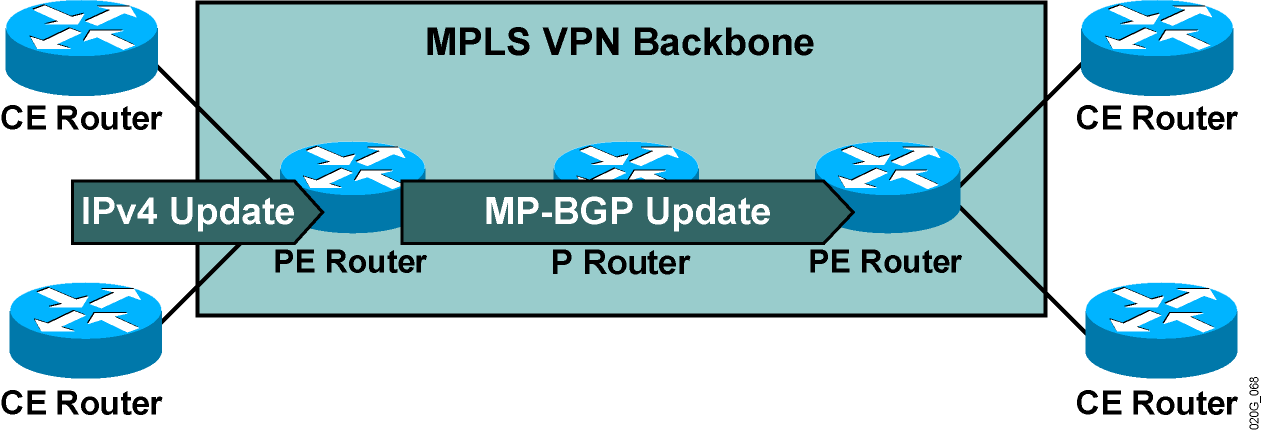 MPLS VPN Backbone
CE Router
CE Router
IPv4 Update
MP-BGP Update
PE Router
P Router
PE Router
CE Router
CE Router
020G_068